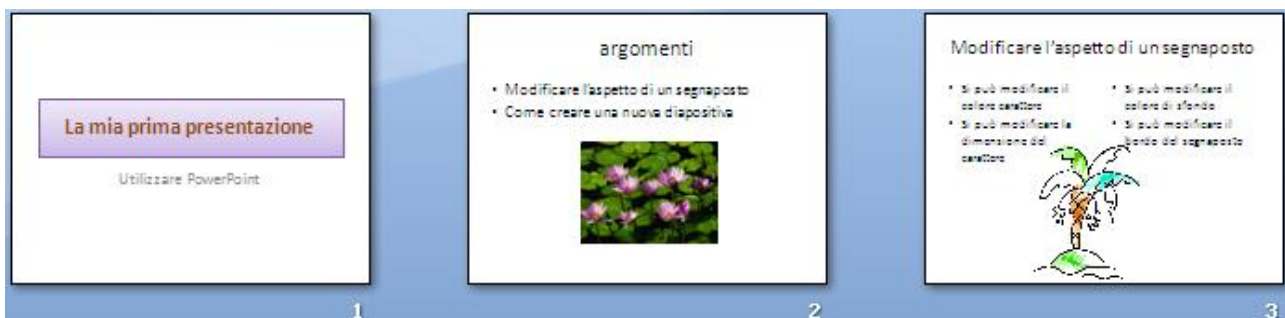 La mia prima presentazione
Utilizzare PowerPoint
1
argomenti
• Modificare l'aspetto di un segnaposto
• Come creare una nuova diapositiva
2
Modificare l'aspetto di un segnaposto
• Si può modificare il
colore carattere
• Si può modificare la
dimensione del
carattere
• Si può modificare il
colore di sfondo
• Si può modificare il
bordo del segnaposto
3